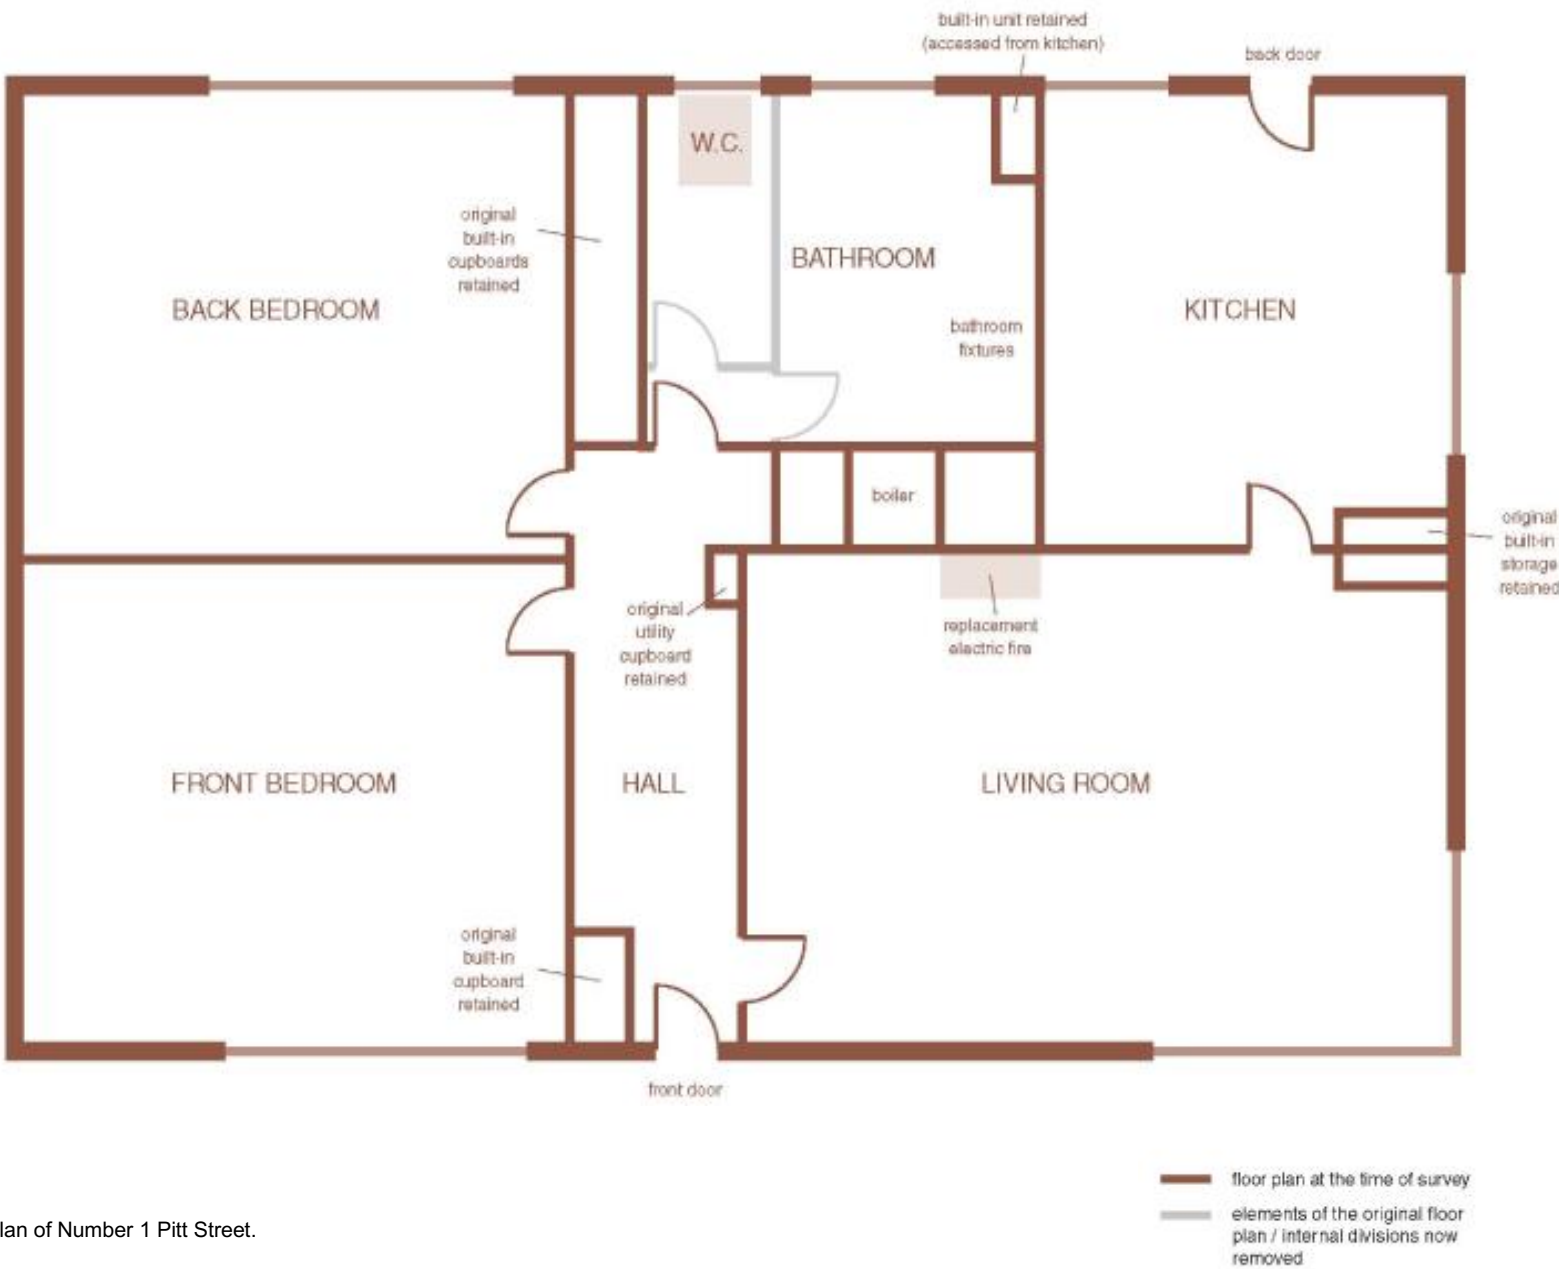 built-in unit retained
(accessed from kitchen)
back door
W.C.
original
built-in
cupboards
retained
BATHROOM
BACK BEDROOM
KITCHEN
bathroom
fixtures
boiler
original
built-in
storage
retained
original
utility
cupboard
retained
replacement
electric fire
FRONT BEDROOM
HALL
LIVING ROOM
original
built-in
cupboard
retained
front door
floor plan at the time of survey
elements of the original floor
plan / internal divisions now
removed
lan of Number 1 Pitt Street.